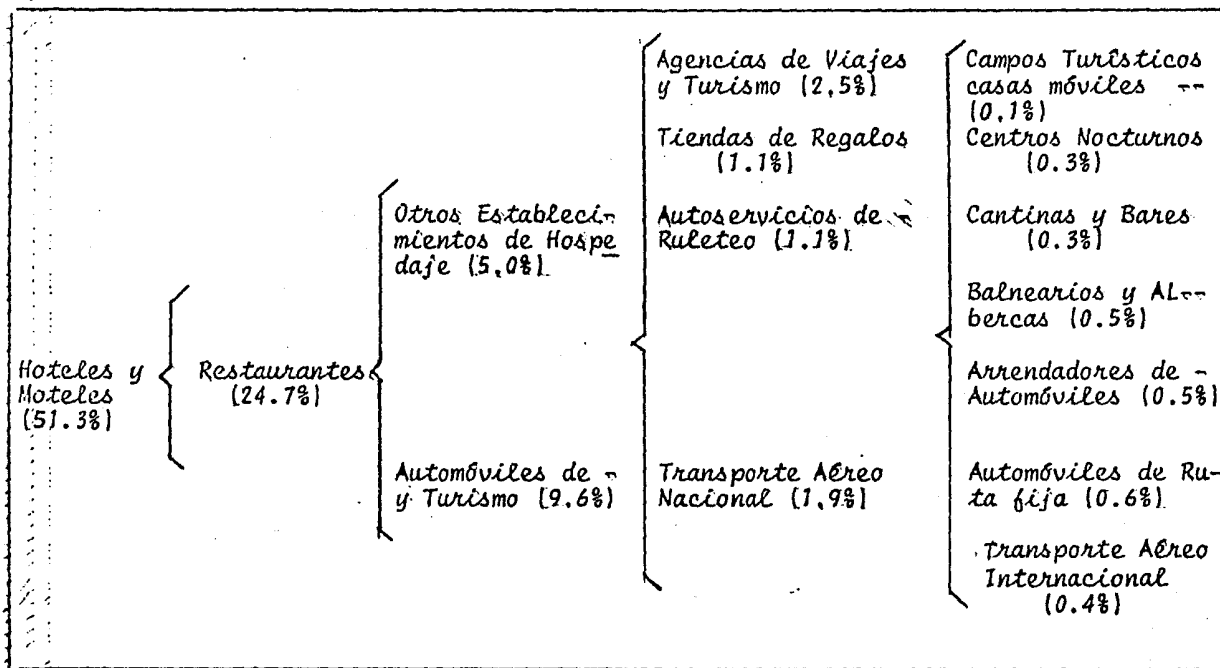 Hoteles y
Moteles
(51.3%)
Restaurantes
(24.7%)
Otros Estableci-
mientos de Hospe
daje (5.0%).
Automóviles de -
y Turismo (9.6%)
Agencias de Viajes
y Turismo (2,5%)
Tiendas de Regalos
(1.1%)
Autoservicios de -
Ruleteo (1.1%)
Transporte Aéreo
Nacional (1,9%)
Campos Turísticos
casas móviles --
(0,1%)
Centros Nocturnos
(0.3%)
Cantinas y Bares
(0.3%)
Balnearios y AL--
bercas (0.5%)
Arrendadores de -
Automóviles (0.5%)
Automóviles de Ru-
ta fija (0.6%)
Transporte Aéreo
Internacional
(0.4%)